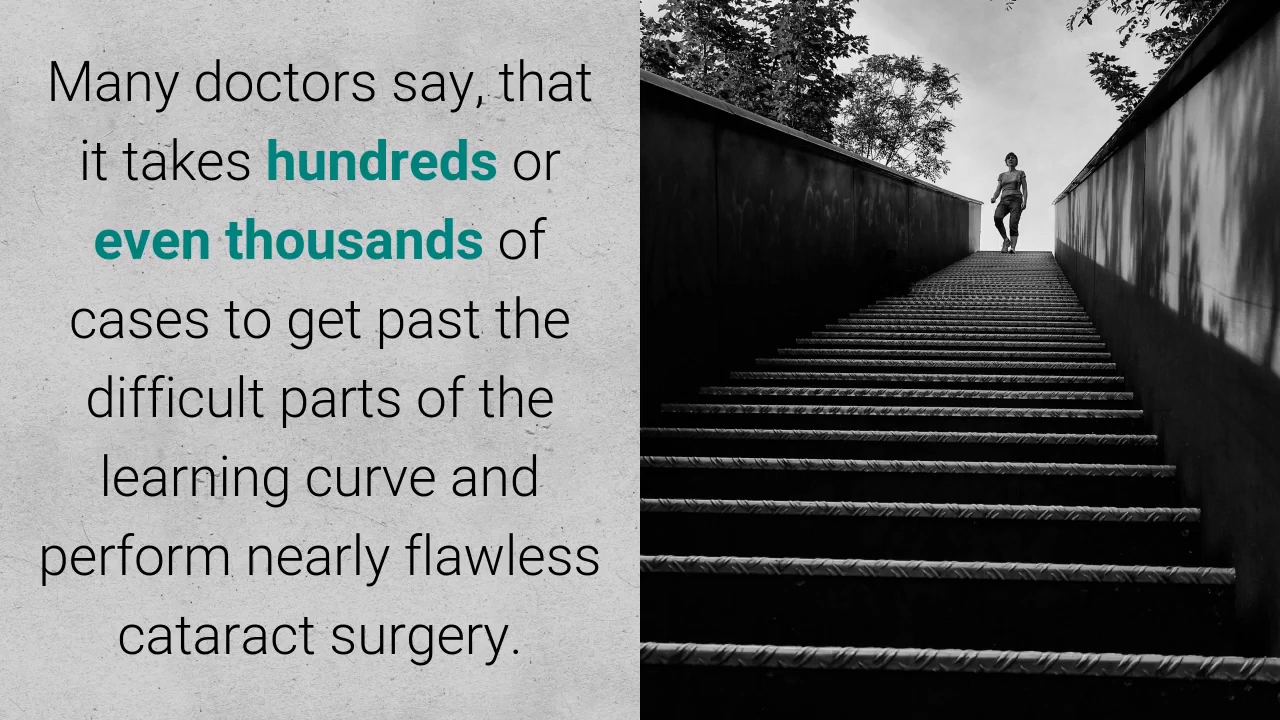 Many doctors say, that
it takes hundreds or
even thousands of
cases to get past the
difficult parts of the
learning curve and
perform nearly flawless
cataract surgery.